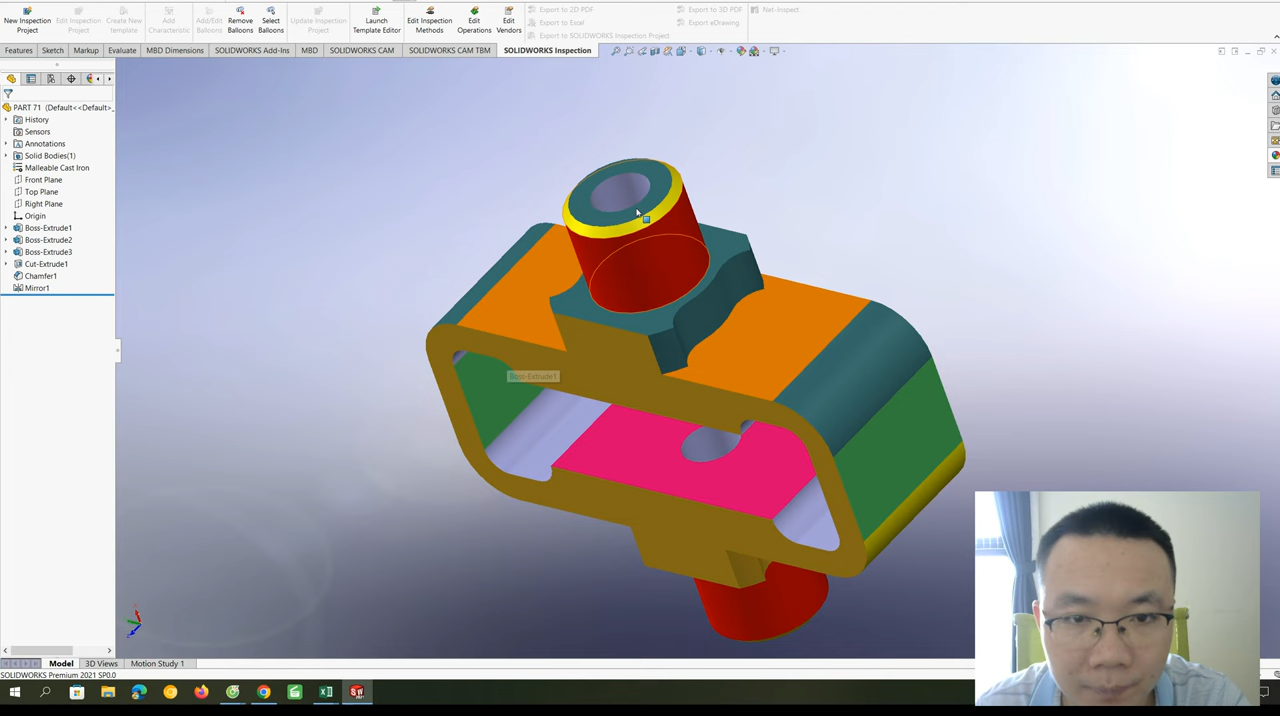 New Inspection Project
Edit Inspection Project
Create New template
Add Characteristic
Add/Edit Balloons
Remove Balloons
Select Balloons
Update Inspection Project
Launch Template Editor
Edit Inspection Methods
Edit Operations
Edit Vendors
Export to 2D PDF
Export to Excel
Export to SOLIDWORKS Inspection Project
Export to 3D PDF
Export eDrawing
Net-Inspect
Features Sketch Markup Evaluate MBD Dimensions SOLIDWORKS Add-Ins MBD SOLIDWORKS CAM SOLIDWORKS CAM TBM SOLIDWORKS Inspection
PART 71 (Default<<Default>_
History
Sensors
Annotations
Solid Bodies(1)
Malleable Cast Iron
Front Plane
Top Plane
Right Plane
Origin
Boss-Extrude1
Boss-Extrude2
Boss-Extrude3
Cut-Extrude1
Chamfer1
Mirror1
Boss-Extrude1
Model 3D Views Motion Study 1
SOLIDWORKS Premium 2021 SP0.0